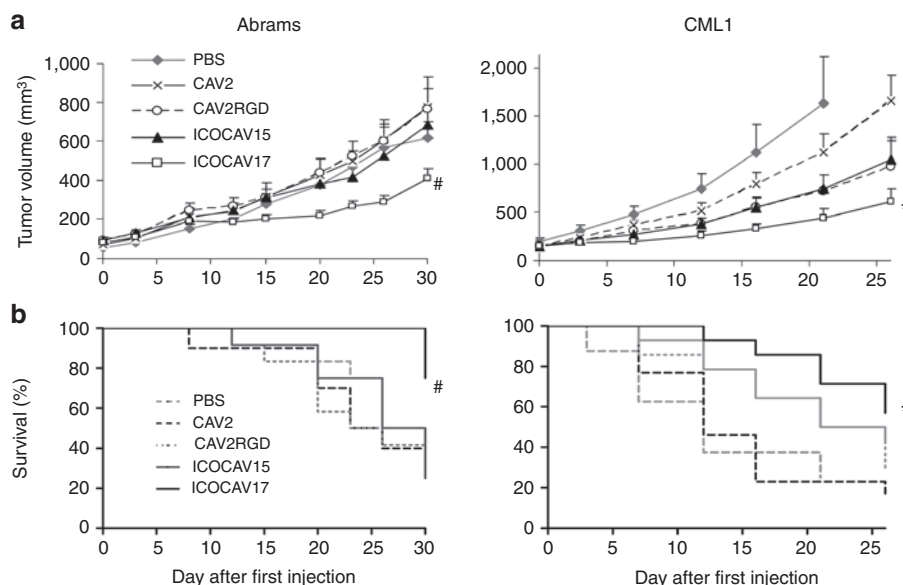 a
Abrams
CML1
PBS
CAV2
CAV2RGD
ICOCAV15
ICOCAV17
Tumor volume (mm³)
1,000
800
600
400
200
0
0 5 10 15 20 25 30
#
2,000
1,500
1,000
500
0
0 5 10 15 20 25
b
Survival (%)
100
80
60
40
20
0
PBS
CAV2
CAV2RGD
ICOCAV15
ICOCAV17
#
0 5 10 15 20 25 30
Day after first injection
100
80
60
40
20
0
0 5 10 15 20 25
Day after first injection